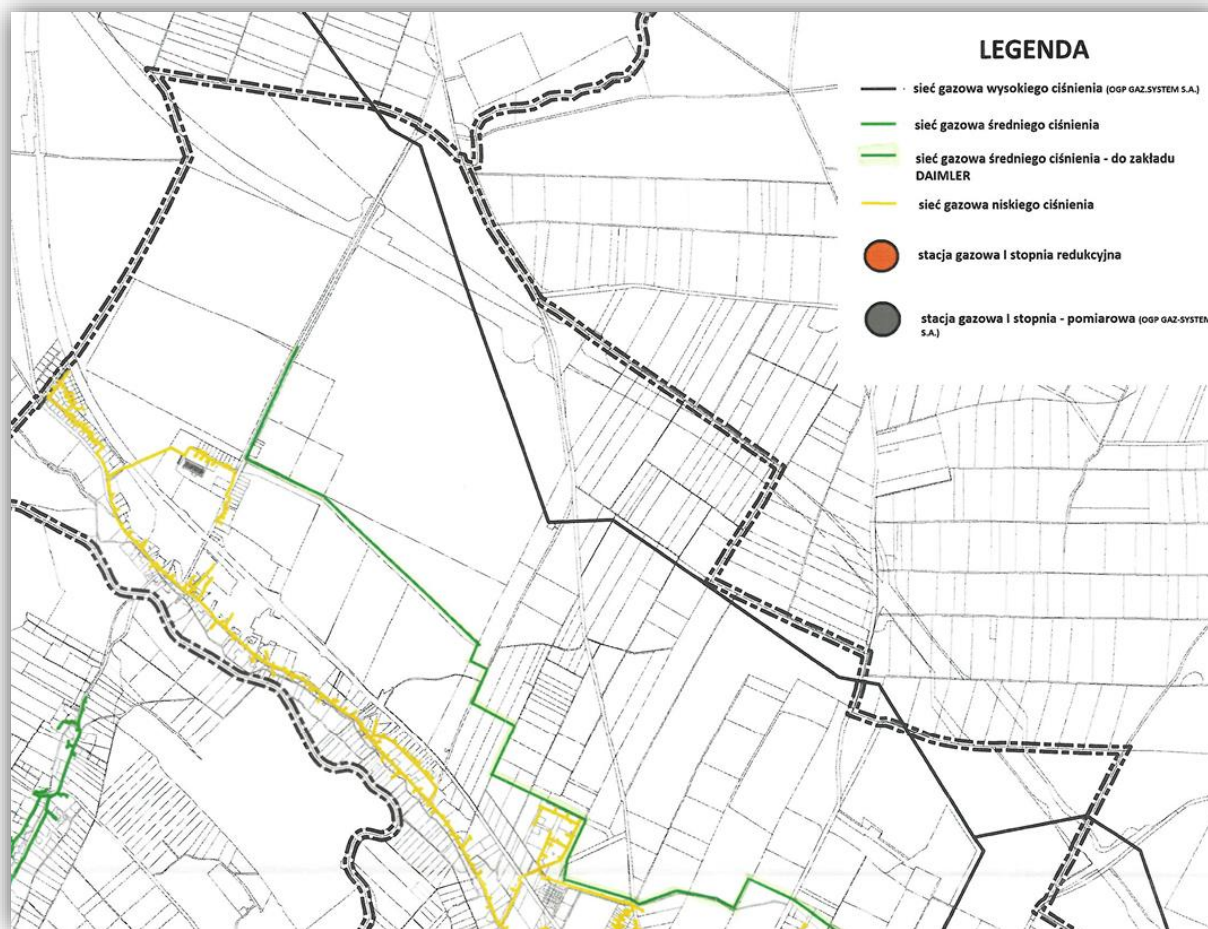 LEGENDA
sieć gazowa wysokiego ciśnienia (OGP GAZ.SYSTEM S.A.)
sieć gazowa średniego ciśnienia
sieć gazowa średniego ciśnienia - do zakładu
DAIMLER
sieć gazowa niskiego ciśnienia
stacja gazowa I stopnia redukcyjna
stacja gazowa I stopnia - pomiarowa (OGP GAZ-SYSTEM
S.A.)